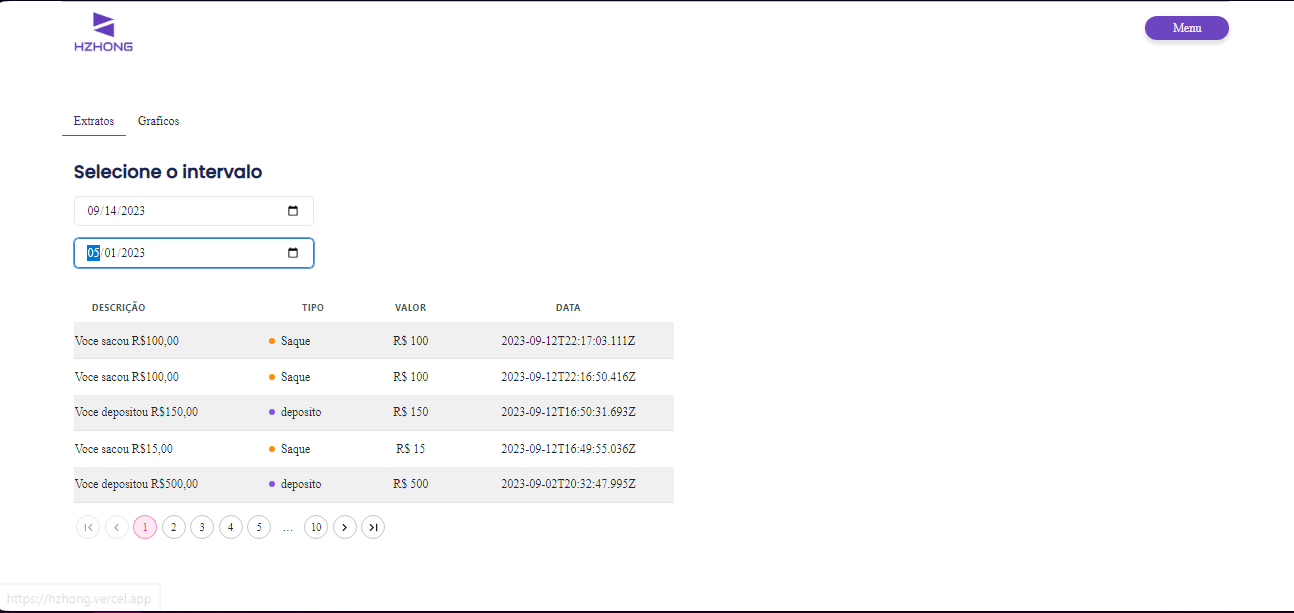 HZHONG
Menu
Extratos Graficos
Selecione o intervalo
09/14/2023
05/01/2023
DESCRIÇÃO TIPO VALOR DATA
Voce sacou R$100,00 Saque R$ 100 2023-09-12T22:17:03.111Z
Voce sacou R$100,00 Saque R$ 100 2023-09-12T22:16:50.416Z
Voce depositou R$150,00 deposito R$ 150 2023-09-12T16:50:31.693Z
Voce sacou R$15,00 Saque R$ 15 2023-09-12T16:49:55.036Z
Voce depositou R$500,00 deposito R$ 500 2023-09-02T20:32:47.995Z
1 2 3 4 5 ... 10
https://hzhong.vercel.app